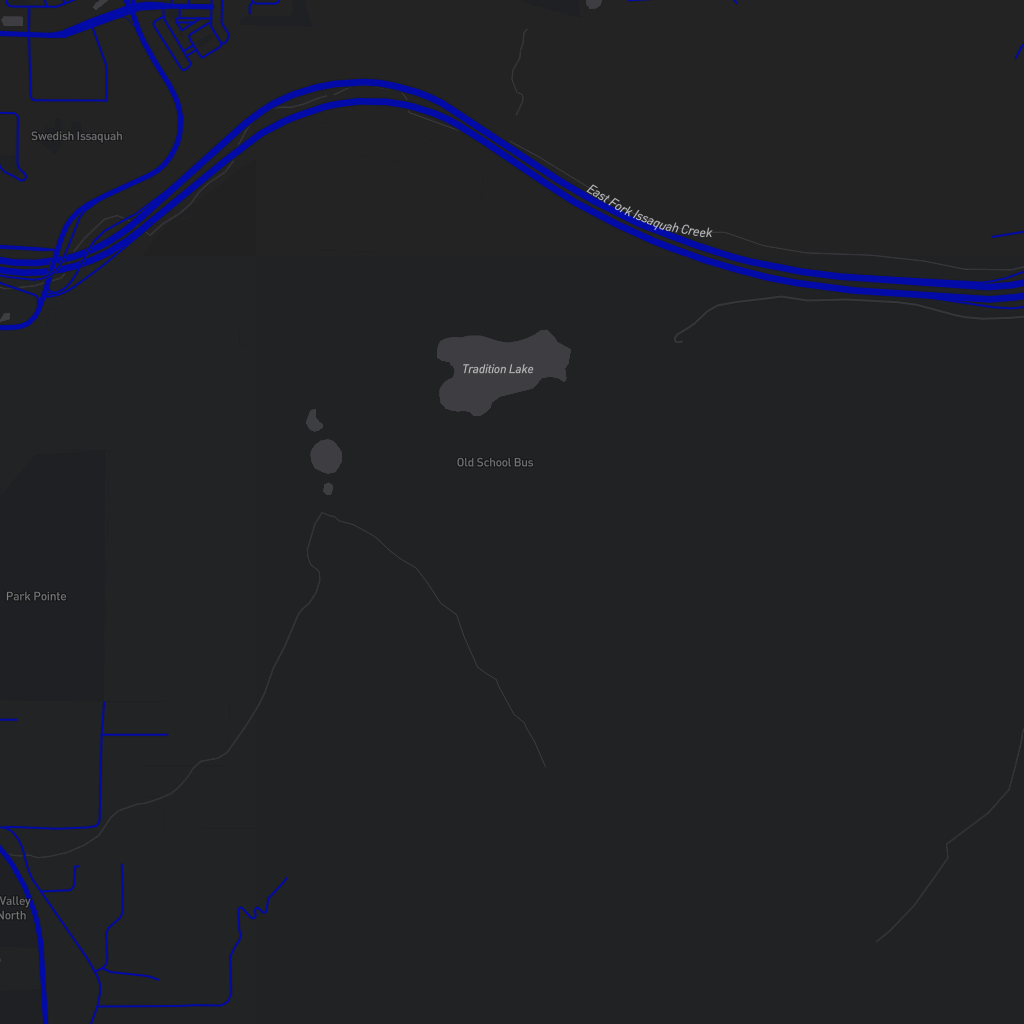 Swedish Issaquah
East Fork Issaquah Creek
Tradition Lake
Old School Bus
Park Pointe
Valley
North